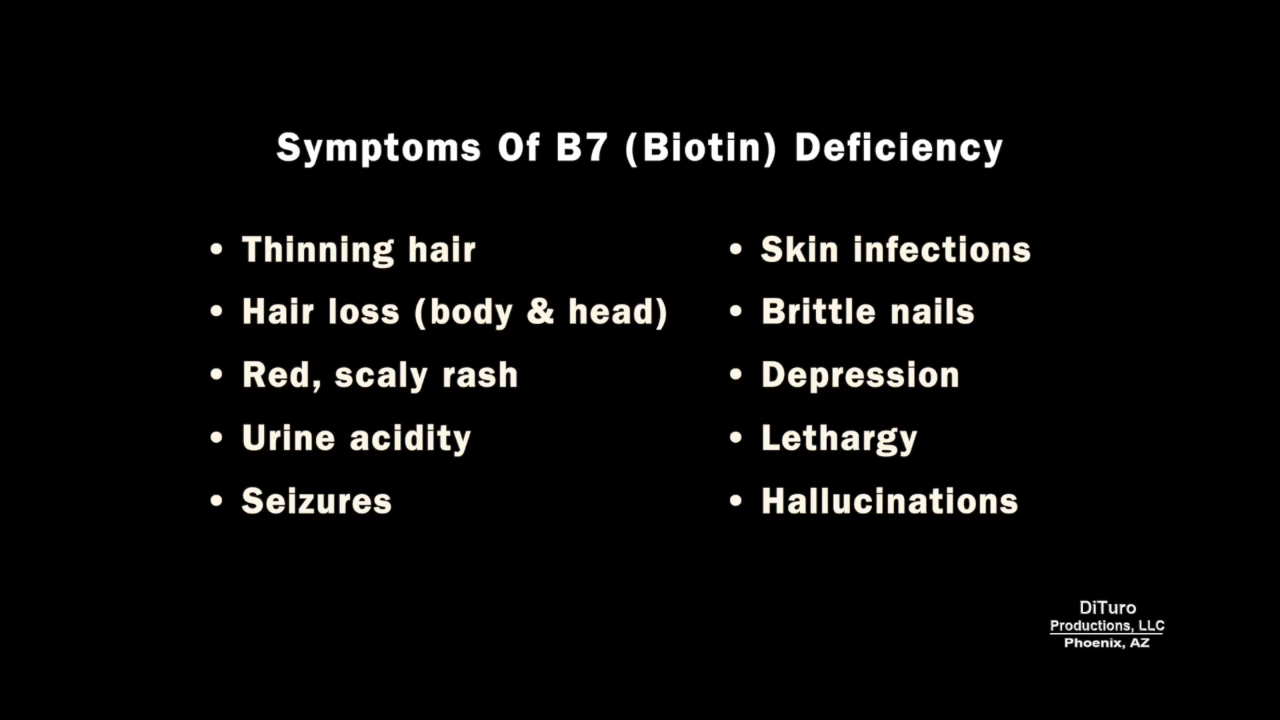 Symptoms Of B7 (Biotin) Deficiency
• Thinning hair
• Hair loss (body & head)
• Red, scaly rash
• Urine acidity
• Seizures
• Skin infections
• Brittle nails
• Depression
• Lethargy
• Hallucinations
DiTuro
Productions, LLC
Phoenix, AZ